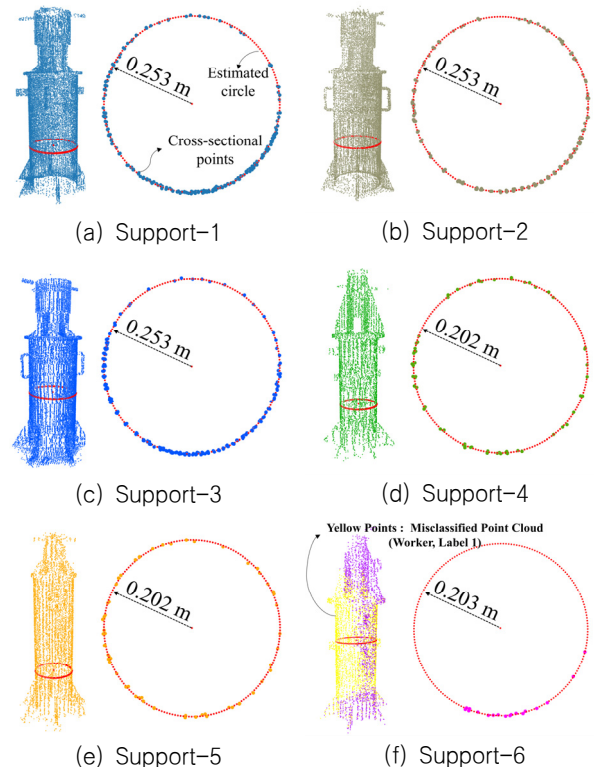 0.253 m
Estimated
circle
Cross-sectional
points
(a) Support-1
0.253 m
(b) Support-2
0.253 m
(c) Support-3
0.202 m
(d) Support-4
0.202 m
(e) Support-5
Yellow Points : Misclassified Point Cloud
(Worker, Label 1)
0.203 m
(f) Support-6